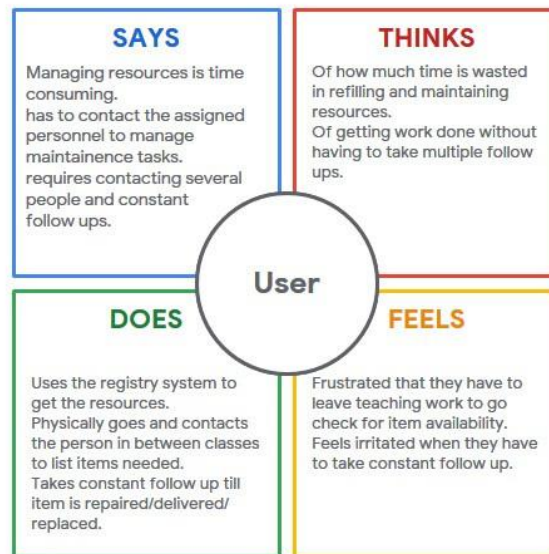 SAYS
Managing resources is time
consuming.
has to contact the assigned
personnel to manage
maintainence tasks.
requires contacting several
people and constant
follow ups.
THINKS
Of how much time is wasted
in refilling and maintaining
resources.
Of getting work done without
having to take multiple follow
ups.
User
DOES
Uses the registry system to
get the resources.
Physically goes and contacts
the person in between classes
to list items needed.
Takes constant follow up till
item is repaired/delivered/
replaced.
FEELS
Frustrated that they have to
leave teaching work to go
check for item availability.
Feels irritated when they have
to take constant follow up.